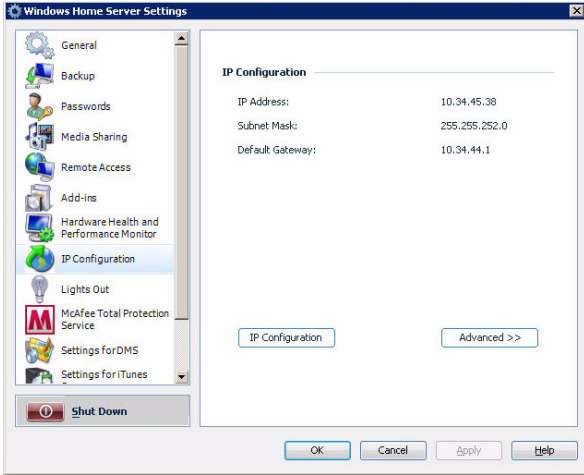 Windows Home Server Settings
General
Backup
Passwords
Media Sharing
Remote Access
Add-ins
Hardware Health and
Performance Monitor
IP Configuration
Lights Out
McAfee Total Protection
Service
Settings for DMS
Settings for iTunes
Shut Down
IP Configuration
IP Address: 10.34.45.38
Subnet Mask: 255.255.252.0
Default Gateway: 10.34.44.1
IP Configuration
Advanced >>
OK
Cancel
Apply
Help